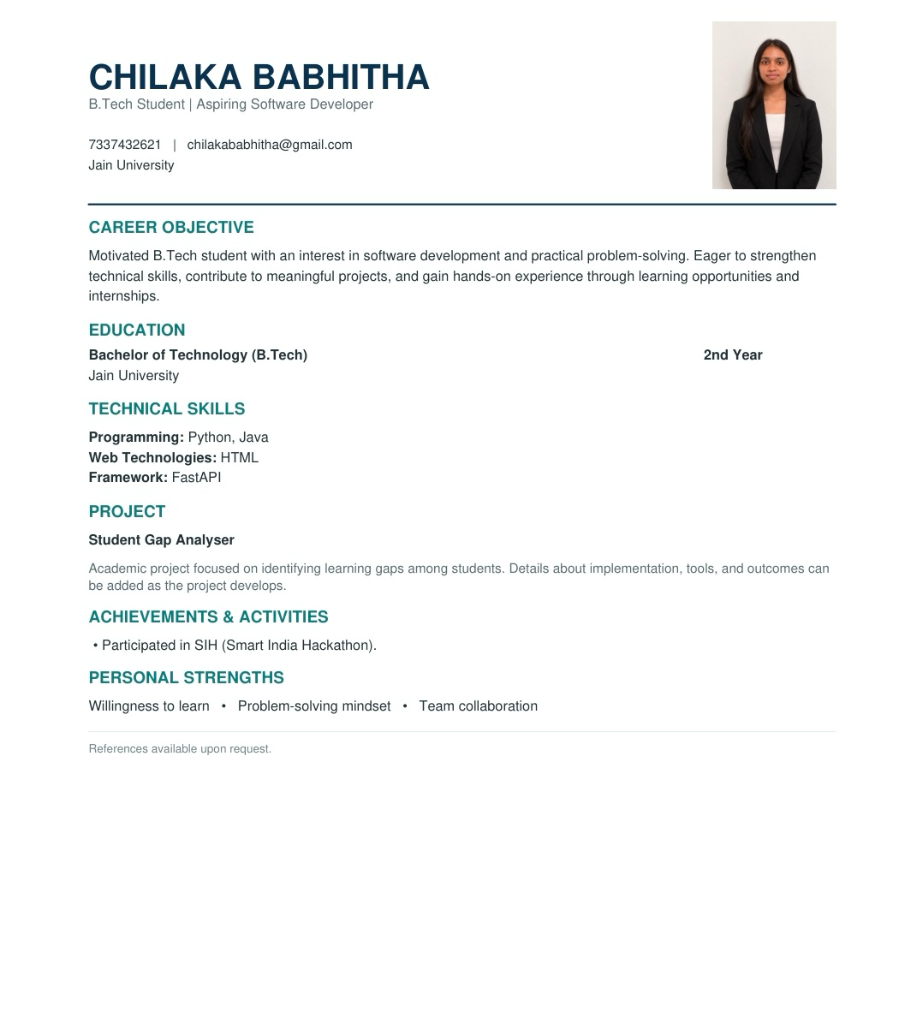 CHILAKA BABHITHA
B.Tech Student | Aspiring Software Developer
7337432621 | chilakababhitha@gmail.com
Jain University
CAREER OBJECTIVE
Motivated B.Tech student with an interest in software development and practical problem-solving. Eager to strengthen
technical skills, contribute to meaningful projects, and gain hands-on experience through learning opportunities and
internships.
EDUCATION
Bachelor of Technology (B.Tech) 2nd Year
Jain University
TECHNICAL SKILLS
Programming: Python, Java
Web Technologies: HTML
Framework: FastAPI
PROJECT
Student Gap Analyser
Academic project focused on identifying learning gaps among students. Details about implementation, tools, and outcomes can
be added as the project develops.
ACHIEVEMENTS & ACTIVITIES
• Participated in SIH (Smart India Hackathon).
PERSONAL STRENGTHS
Willingness to learn • Problem-solving mindset • Team collaboration
References available upon request.